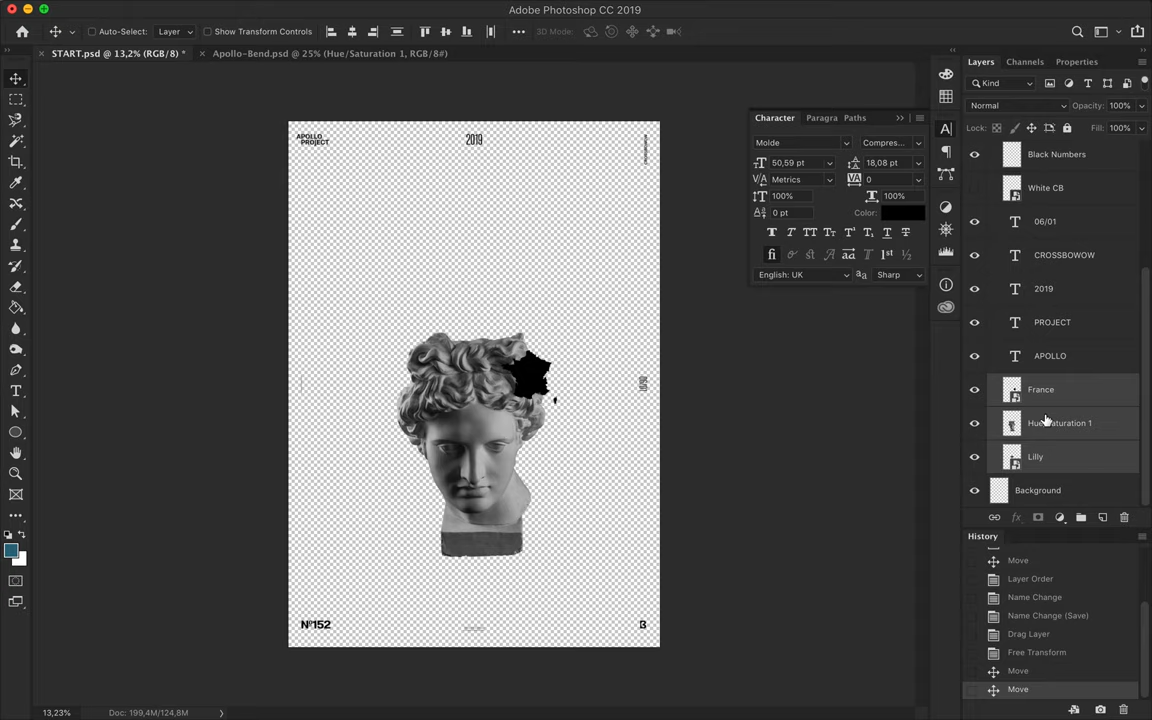 Adobe Photoshop CC 2019
Auto-Select: Layer Show Transform Controls 3D Mode:
START.psd @ 13,2% (RGB/8) * Apollo-Bend.psd @ 25% (Hue/Saturation 1, RGB/8#)
APOLLO
PROJECT
2019
CROSSBOWOW
06/01
Nº152
B
Character Paragra Paths
Molde Compres...
50,59 pt 18,08 pt
Metrics 0
100% 100%
0 pt Color:
English: UK Sharp
Layers Channels Properties
Kind
Normal Opacity: 100%
Lock: Fill: 100%
Black Numbers
White CB
06/01
CROSSBOWOW
2019
PROJECT
APOLLO
France
Hue/Saturation 1
Lilly
Background
History
Move
Layer Order
Name Change
Name Change (Save)
Drag Layer
Free Transform
Move
Move
13,23% Doc: 199,4M/124,8M